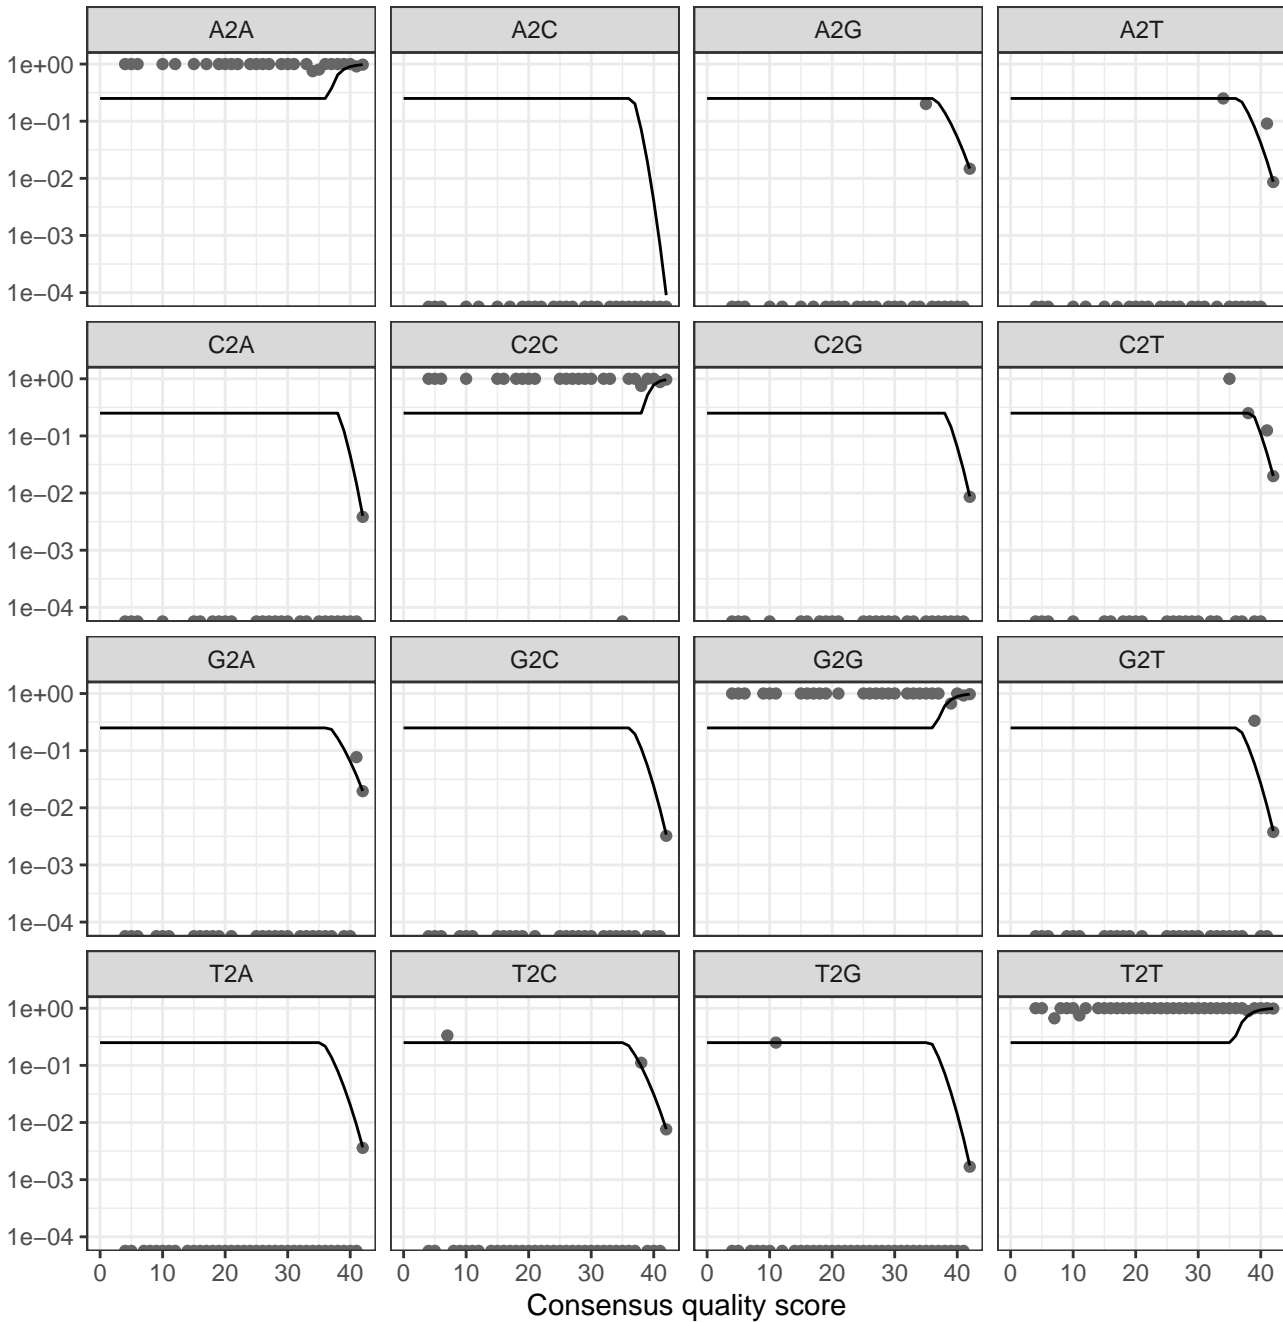 A2A A2C A2G A2T
1e+00
1e−01
1e−02
1e−03
1e−04
C2A C2C C2G C2T
1e+00
1e−01
1e−02
1e−03
1e−04
G2A G2C G2G G2T
1e+00
1e−01
1e−02
1e−03
1e−04
T2A T2C T2G T2T
1e+00
1e−01
1e−02
1e−03
1e−04
0 10 20 30 40 0 10 20 30 40 0 10 20 30 40 0 10 20 30 40
Consensus quality score